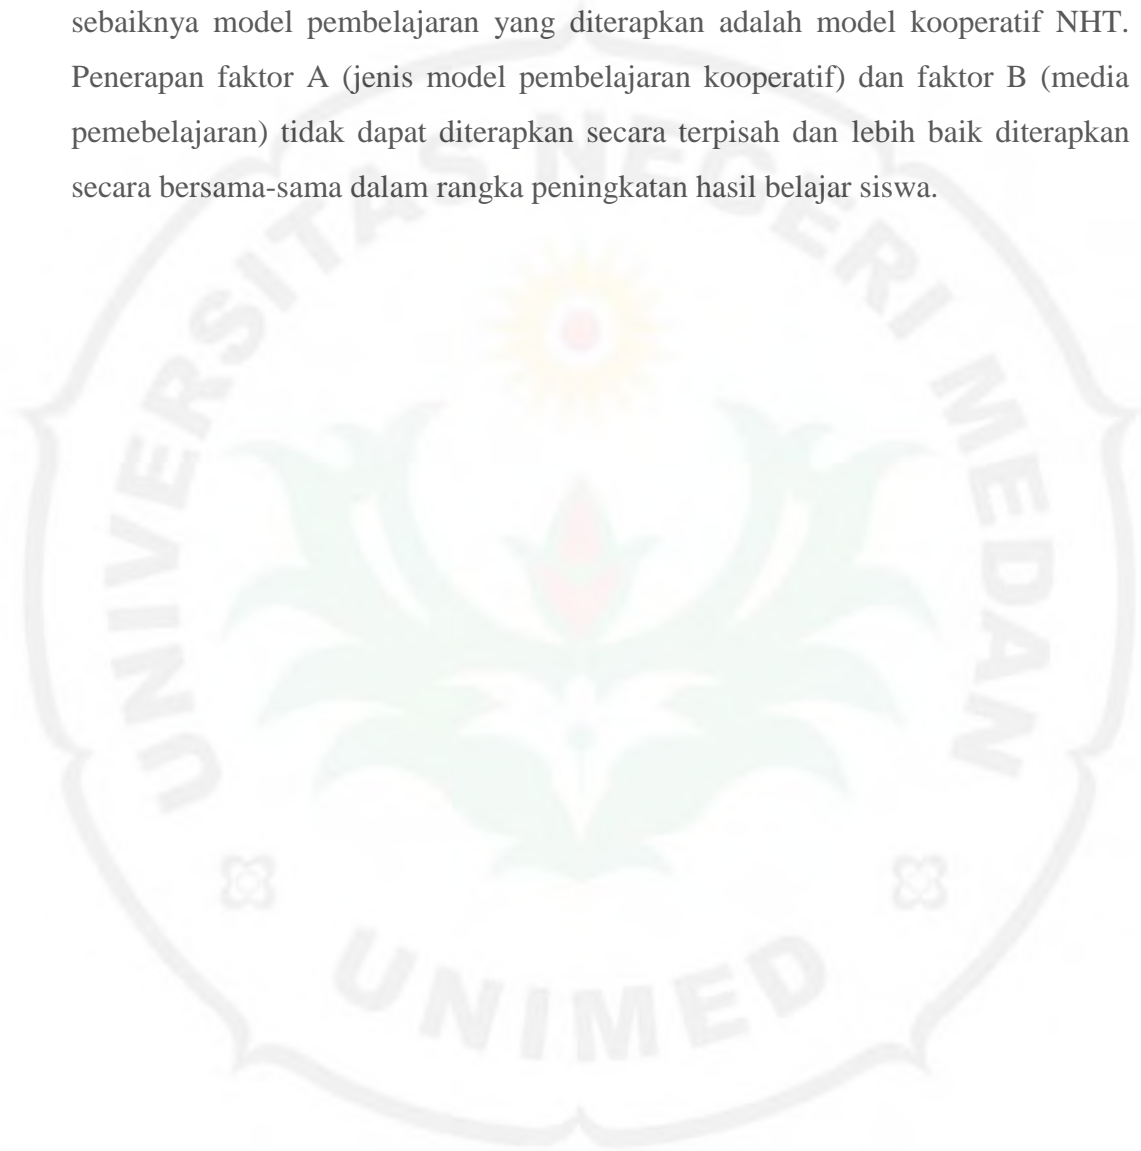 sebaiknya model pembelajaran yang diterapkan adalah model kooperatif NHT.
Penerapan faktor A (jenis model pembelajaran kooperatif) dan faktor B (media
pemebelajaran) tidak dapat diterapkan secara terpisah dan lebih baik diterapkan
secara bersama-sama dalam rangka peningkatan hasil belajar siswa.
UNIVERSITAS NEGERI MEDAN
UNIMED